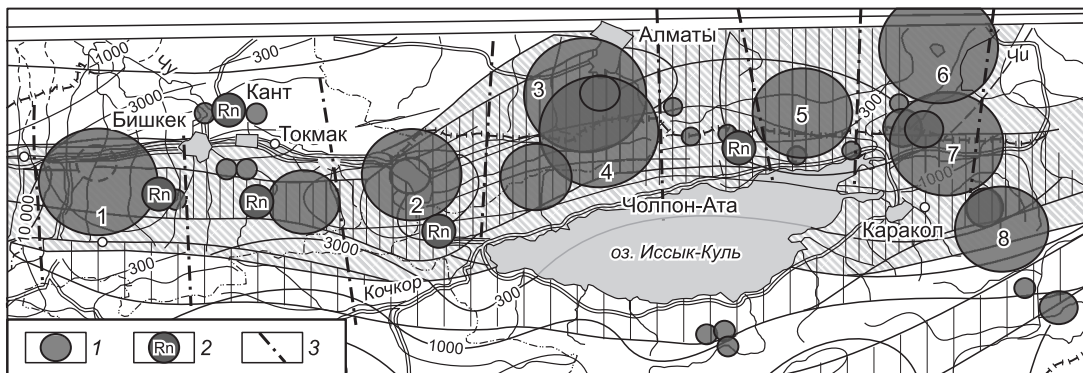 Алматы
6
Чи
1000
300
Чу
3
3000
Rn
Кант
5
300
Бишкек
Токмак
Rn
7
4
1000
10 000
Rn
Rn
2
1
Чолпон-Ата
Каракол
8
Rn
оз. Иссык-Куль
3000
300
Кочкор
300
1000
1000
1
Rn
2
3